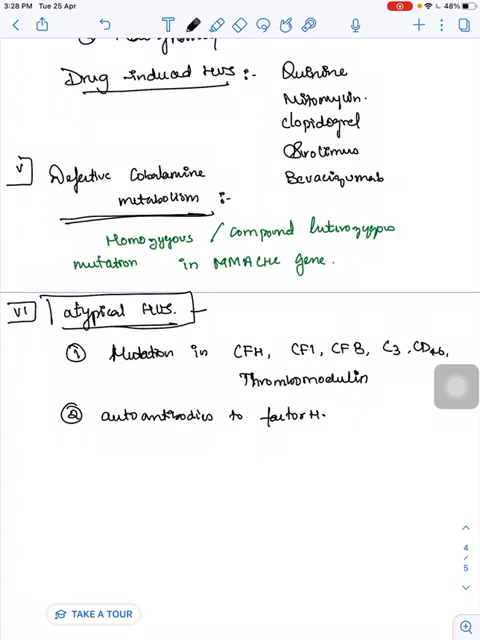 3:28 PM Tue 25 Apr
48%
Drug induced HUS :- Quinine
Mitomycin.
Clopidogrel
Sirolimus
Bevacizumab
V Defective Cobalamine
metabolism :-
Homozygous / compound heterozygous
mutation in MMACHC gene.
VI atypical HUS.
① Mutation in CFH, CFI, CFB, C3, CD46,
Thrombomodulin
② autoantibodies to factor H.
4
/
5
TAKE A TOUR